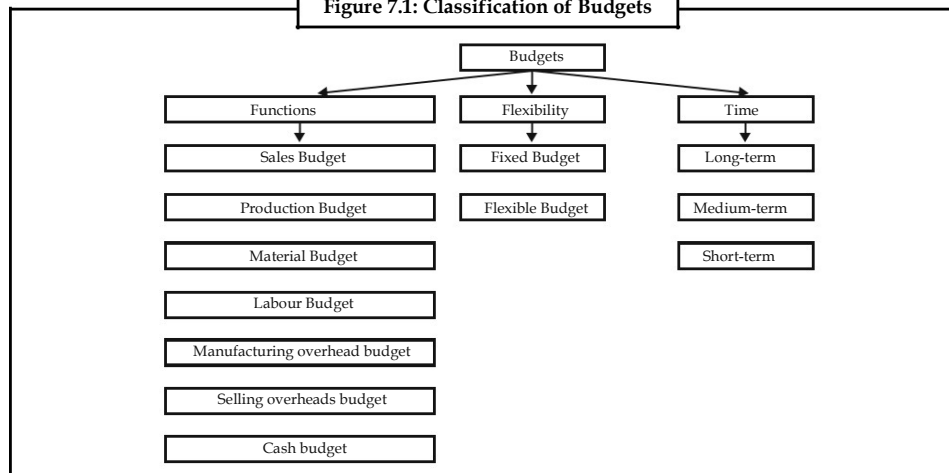 Figure 7.1: Classification of Budgets
Budgets
Functions
Flexibility
Time
Sales Budget
Fixed Budget
Long-term
Production Budget
Flexible Budget
Medium-term
Material Budget
Short-term
Labour Budget
Manufacturing overhead budget
Selling overheads budget
Cash budget